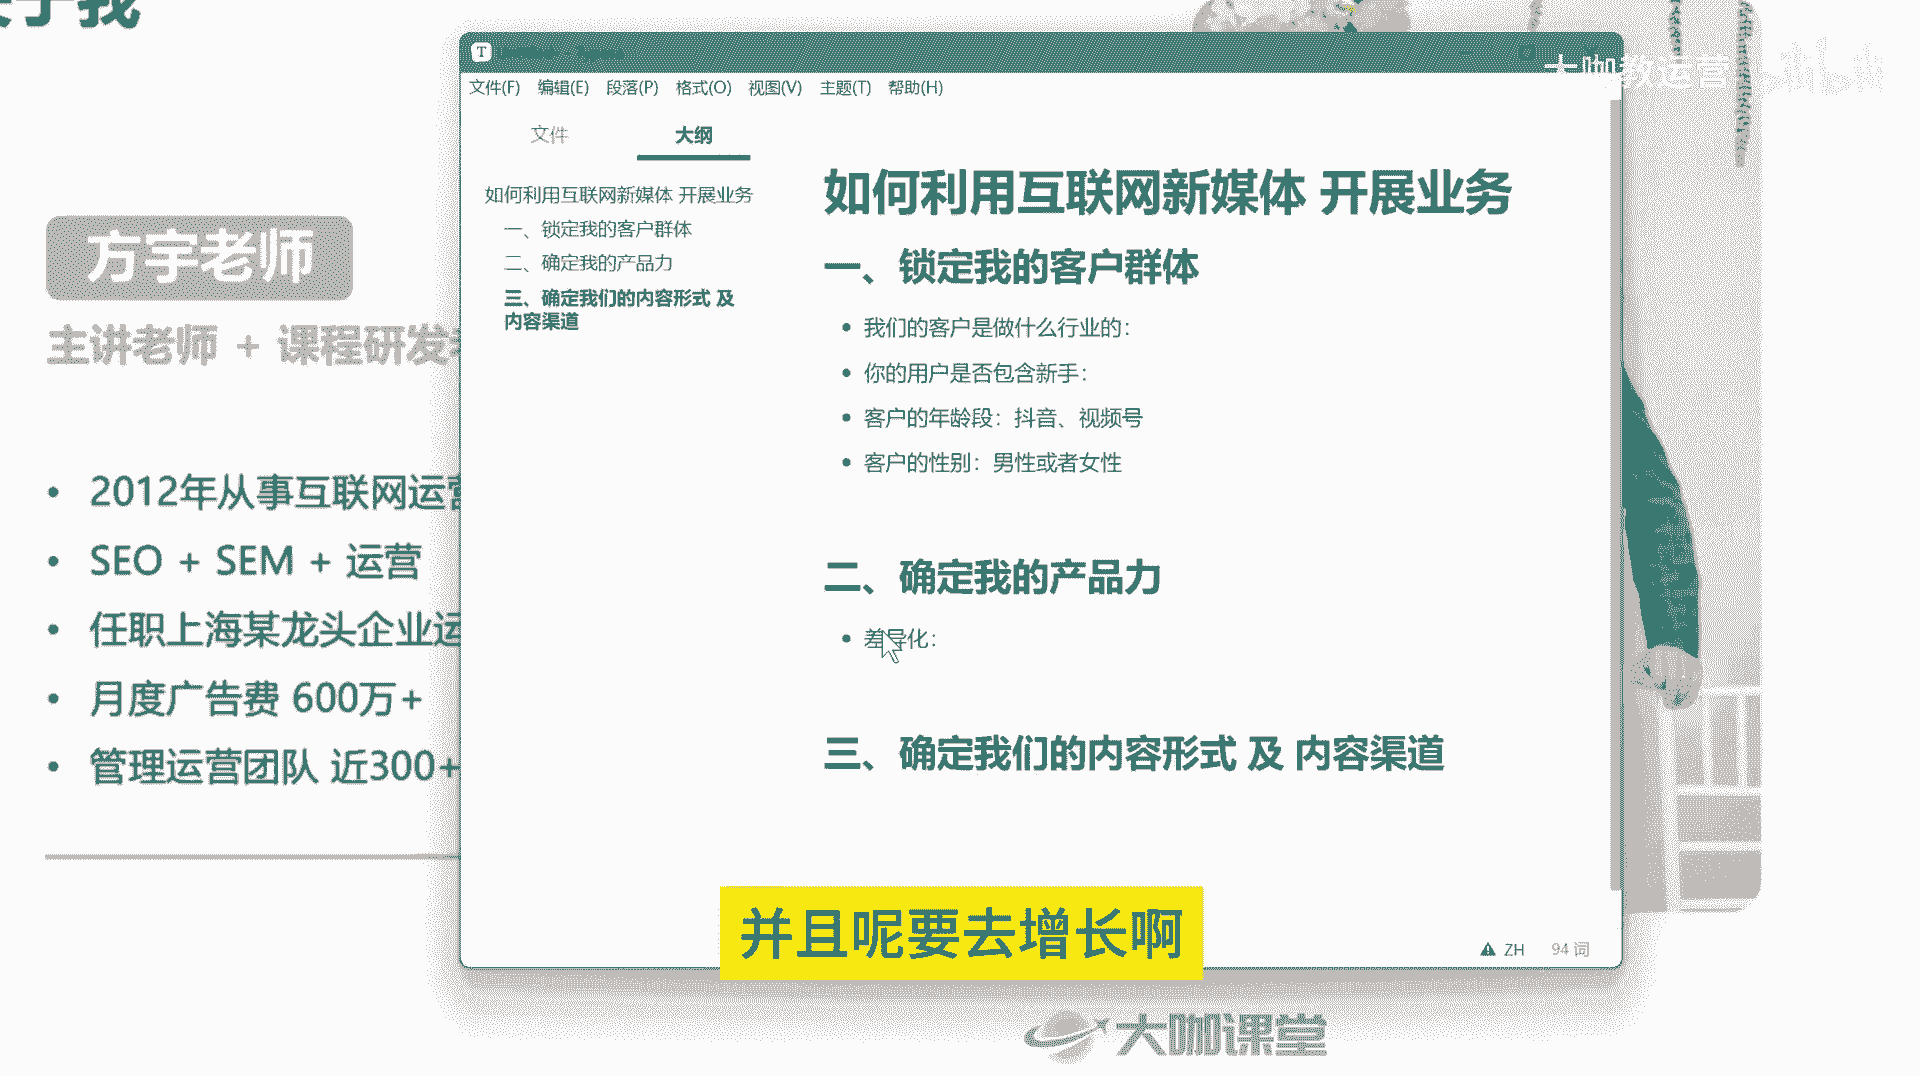 于我
方宇老师
主讲老师 + 课程研发
2012年从事互联网运营
SEO + SEM + 运营
任职上海某龙头企业运
月度广告费 600万+
管理运营团队 近300+
T
文件(F) 编辑(E) 段落(P) 格式(O) 视图(V) 主题(T) 帮助(H)
文件 大纲
如何利用互联网新媒体 开展业务
一、锁定我的客户群体
二、确定我的产品力
三、确定我们的内容形式 及
内容渠道
如何利用互联网新媒体 开展业务
一、锁定我的客户群体
我们的客户是做什么行业的：
你的用户是否包含新手：
客户的年龄段：抖音、视频号
客户的性别：男性或者女性
二、确定我的产品力
差异化：
三、确定我们的内容形式 及 内容渠道
ZH 94 词
大咖教运营 bilibili
并且呢要去增长啊
大咖课堂